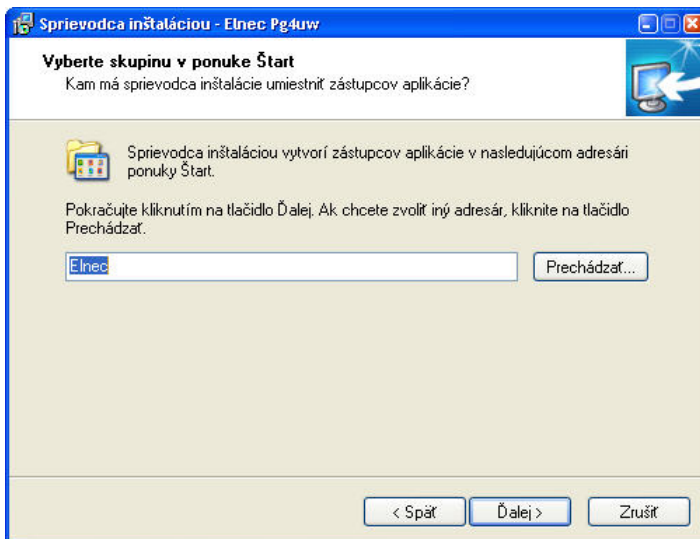 Sprievodca inštaláciou - Elnec Pg4uw
Vyberte skupinu v ponuke Štart
Kam má sprievodca inštalácie umiestniť zástupcov aplikácie?
Sprievodca inštaláciou vytvorí zástupcov aplikácie v nasledujúcom adresári
ponuky Štart.
Pokračujte kliknutím na tlačidlo Ďalej. Ak chcete zvoliť iný adresár, kliknite na tlačidlo
Prechádzať.
Elnec
Prechádzať...
< Späť
Ďalej >
Zrušiť